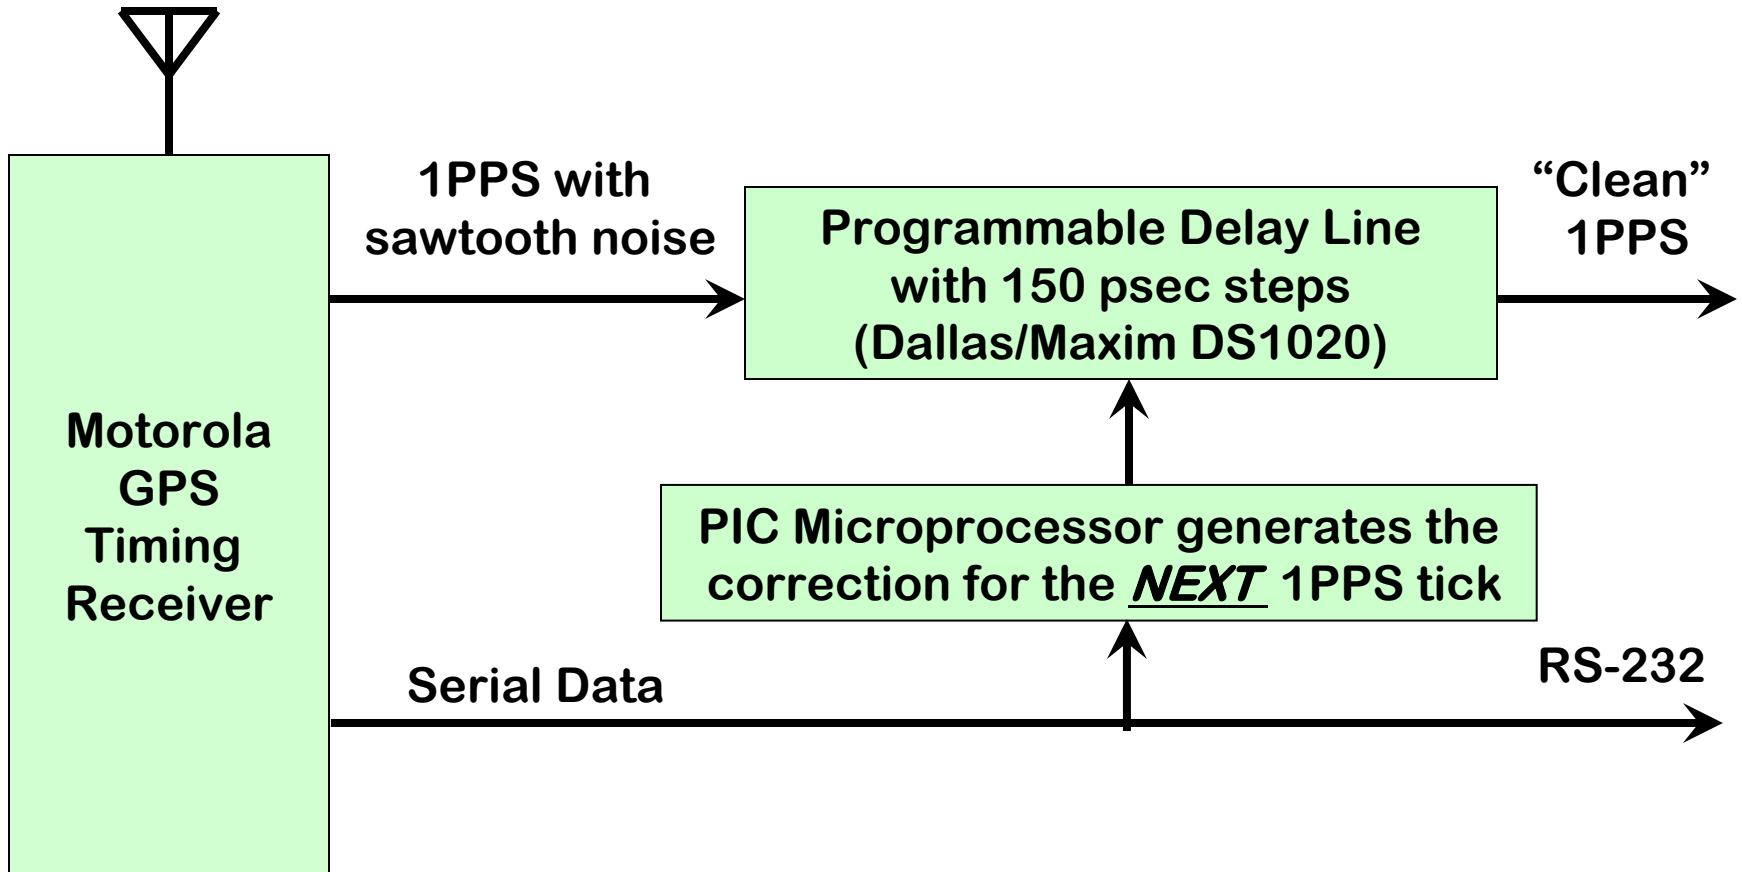 1PPS with
sawtooth noise
Programmable Delay Line
with 150 psec steps
(Dallas/Maxim DS1020)
“Clean”
1PPS
Motorola
GPS
Timing
Receiver
PIC Microprocessor generates the
correction for the NEXT 1PPS tick
Serial Data
RS-232